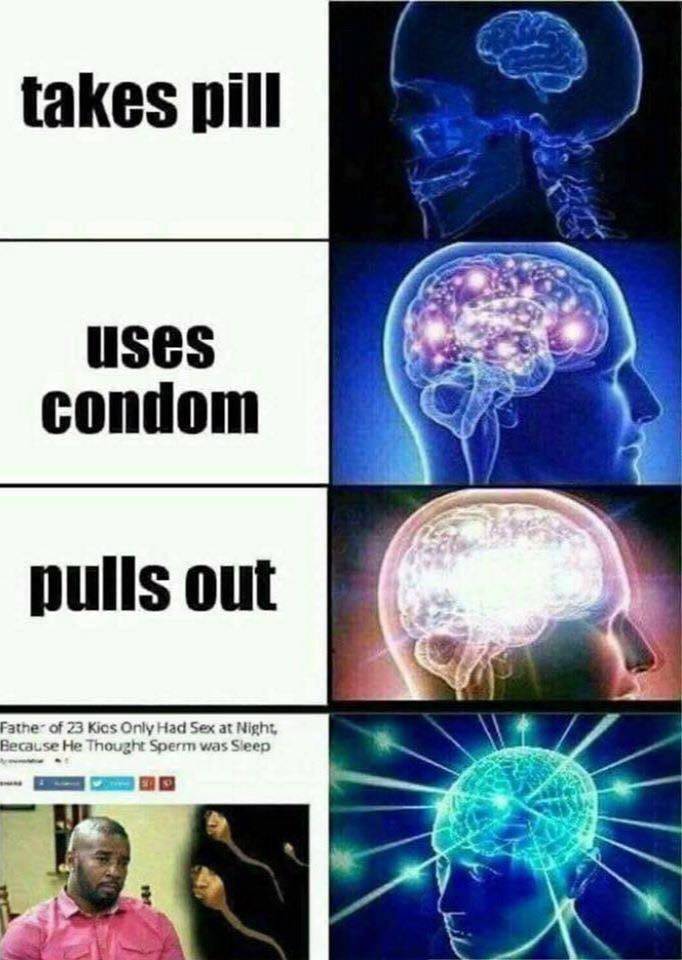 takes pill
uses
condom
pulls out
Father of 23 Kids Only Had Sex at Night,
Because He Thought Sperm was Sleep